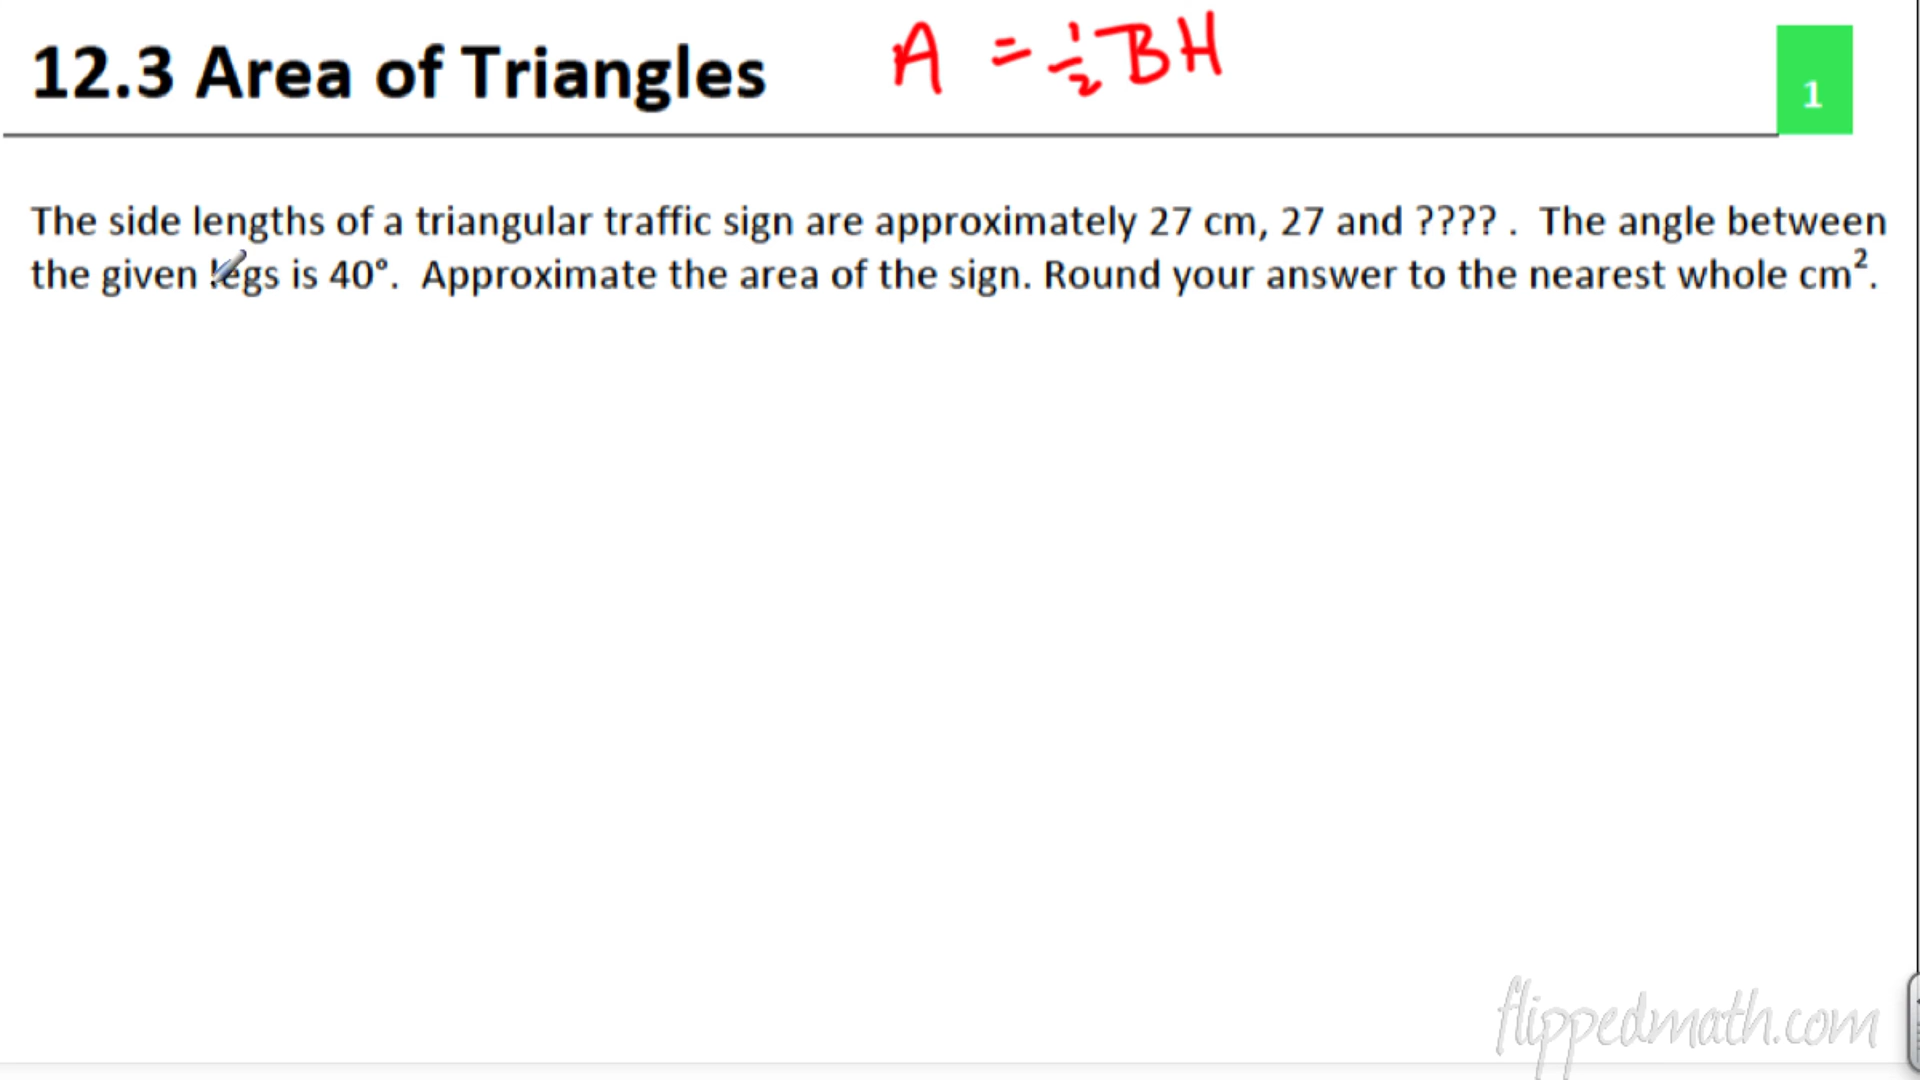 12.3 Area of Triangles A = ½ BH
1
The side lengths of a triangular traffic sign are approximately 27 cm, 27 and ???? . The angle between
the given legs is 40°. Approximate the area of the sign. Round your answer to the nearest whole cm².
flippedmath.com